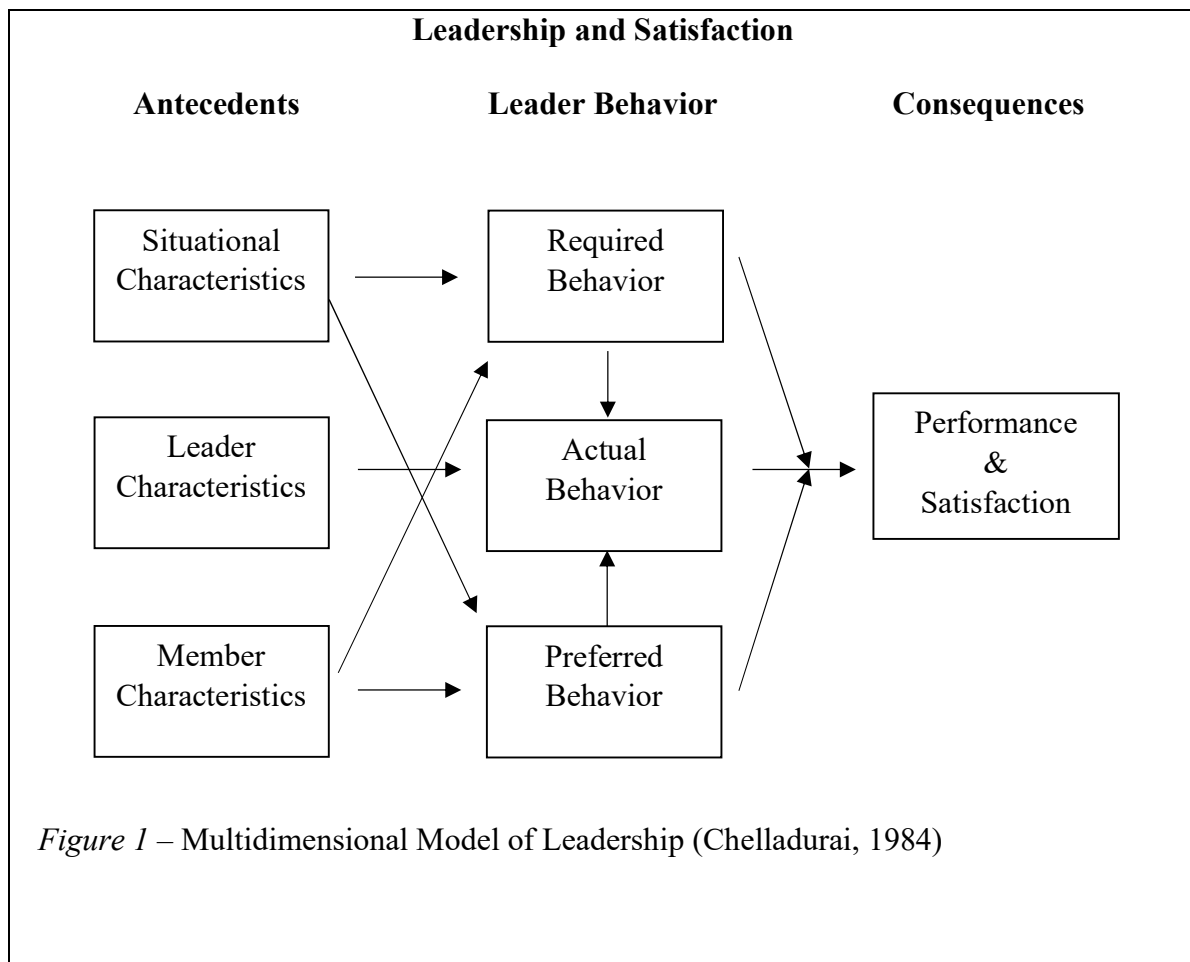 Leadership and Satisfaction
Antecedents
Leader Behavior
Consequences
Situational
Characteristics
Required
Behavior
Leader
Characteristics
Actual
Behavior
Performance
&
Satisfaction
Member
Characteristics
Preferred
Behavior
Figure 1 – Multidimensional Model of Leadership (Chelladurai, 1984)